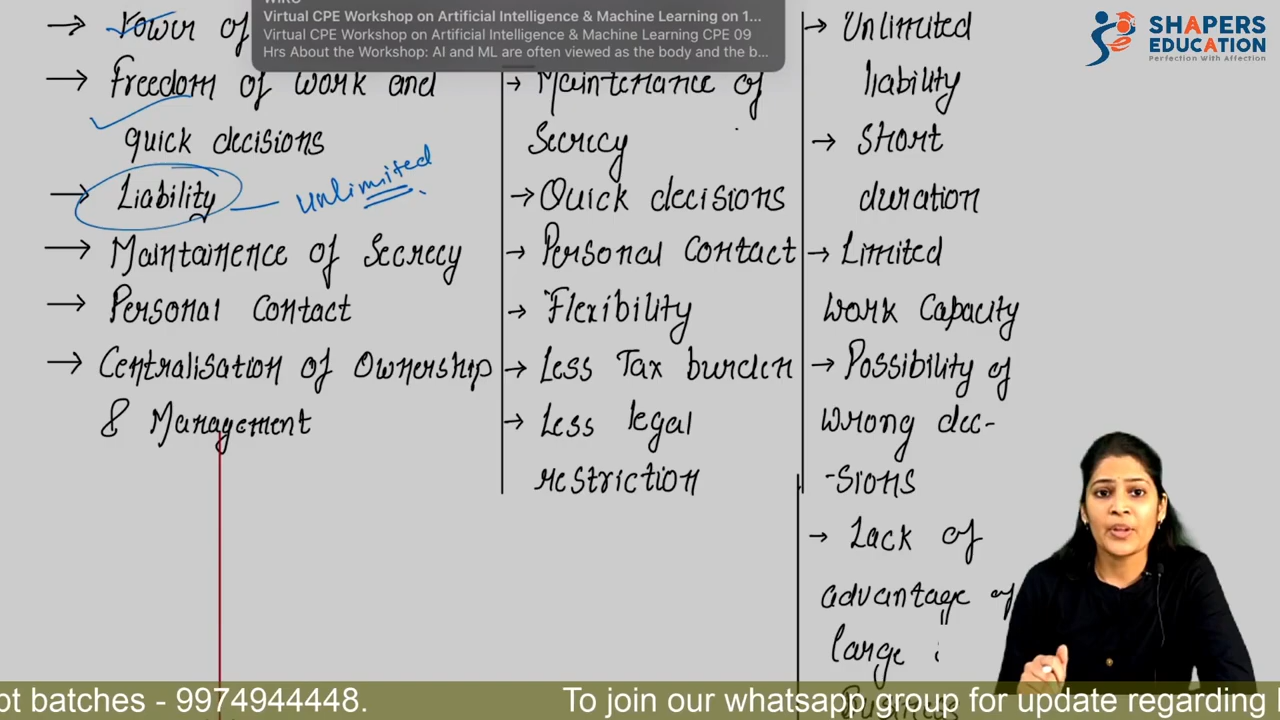 WIRC
Virtual CPE Workshop on Artificial Intelligence & Machine Learning on 1...
Virtual CPE Workshop on Artificial Intelligence & Machine Learning CPE 09
Hrs About the Workshop: AI and ML are often viewed as the body and the b...
SHAPERS
EDUCATION
Perfection With Affection
→ Power of
→ Freedom of work and
quick decisions
→ Liability — unlimited
→ Maintainence of Secrecy
→ Personal Contact
→ Centralisation of Ownership
& Management
→ Maintenance of
Secrecy
→ Quick decisions
→ Personal Contact
→ Flexibility
→ Less Tax burden
→ Less legal
restriction
→ Unlimited
liability
→ Short
duration
→ Limited
Work Capacity
→ Possibility of
wrong dec-
-sions
→ Lack of
advantage of
large
Business
pt batches - 9974944448. To join our whatsapp group for update regarding